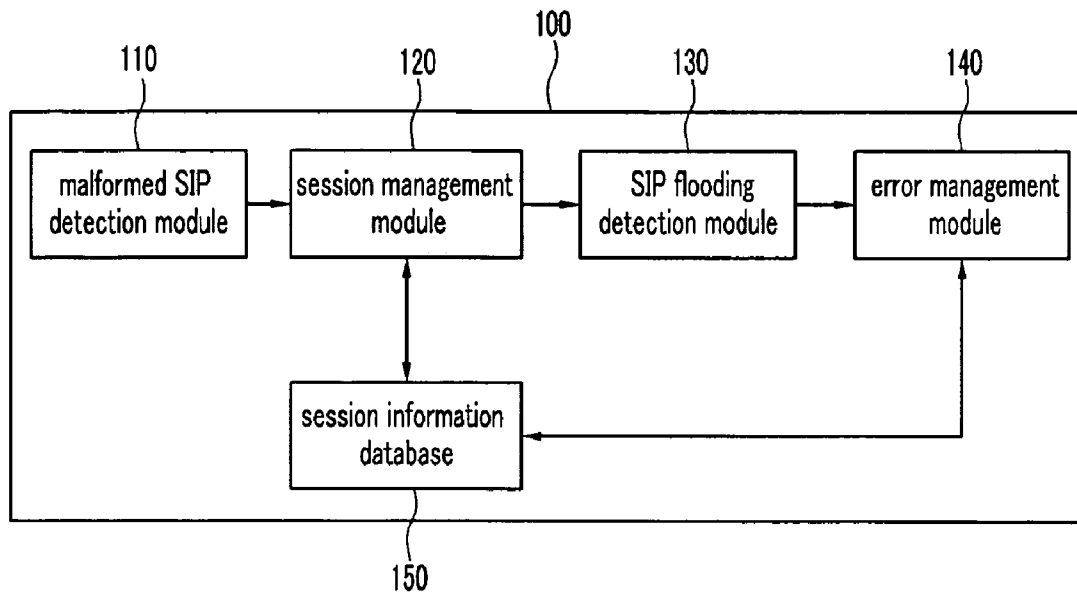 100
110
120
130
140
malformed SIP
detection module
session management
module
SIP flooding
detection module
error management
module
session information
database
150